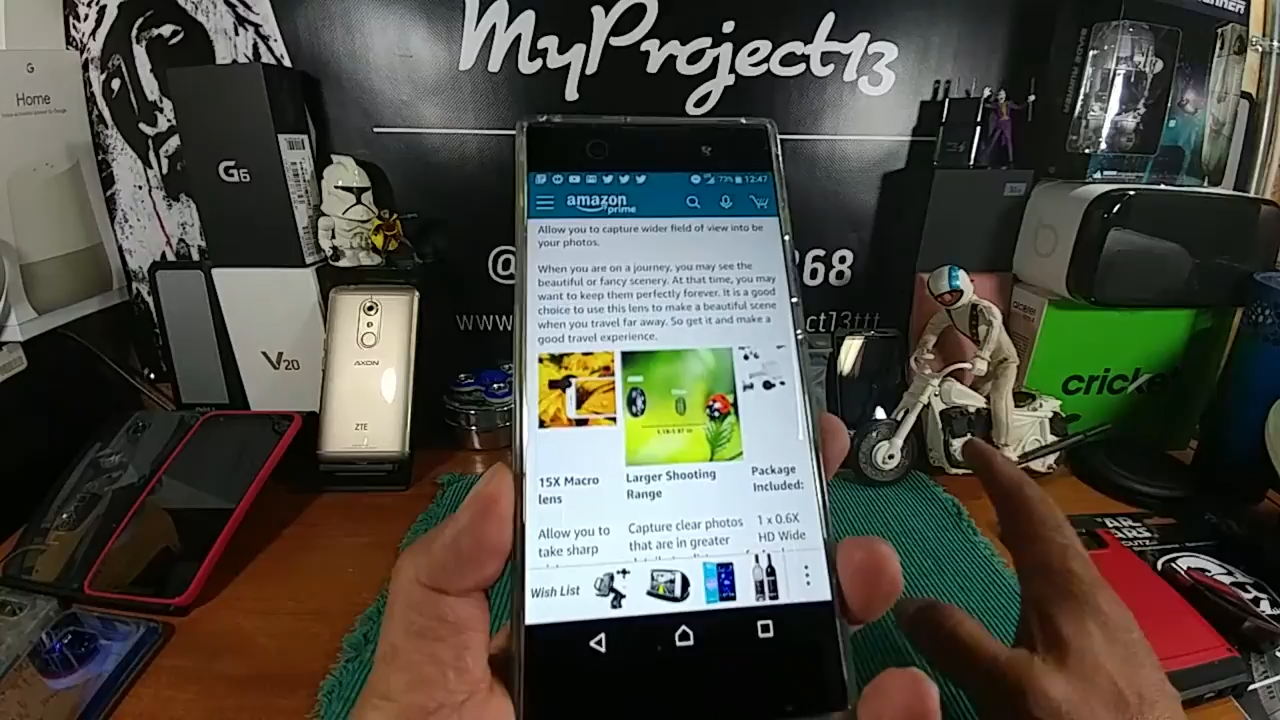 MyProject13
G
Home
G6
V20
AXON
ZTE
@
268
www
ct13ttt
cricke
12:47
73%
amazon
prime
Allow you to capture wider field of view into be
your photos.
When you are on a journey, you may see the
beautiful or fancy scenery. At that time, you may
want to keep them perfectly forever. It is a good
choice to use this lens to make a beautiful scene
when you travel far away. So get it and make a
good travel experience.
15X Macro
lens
Larger Shooting
Range
Package
Included:
Allow you to
take sharp
Capture clear photos
that are in greater
1 x 0.6X
HD Wide
Wish List